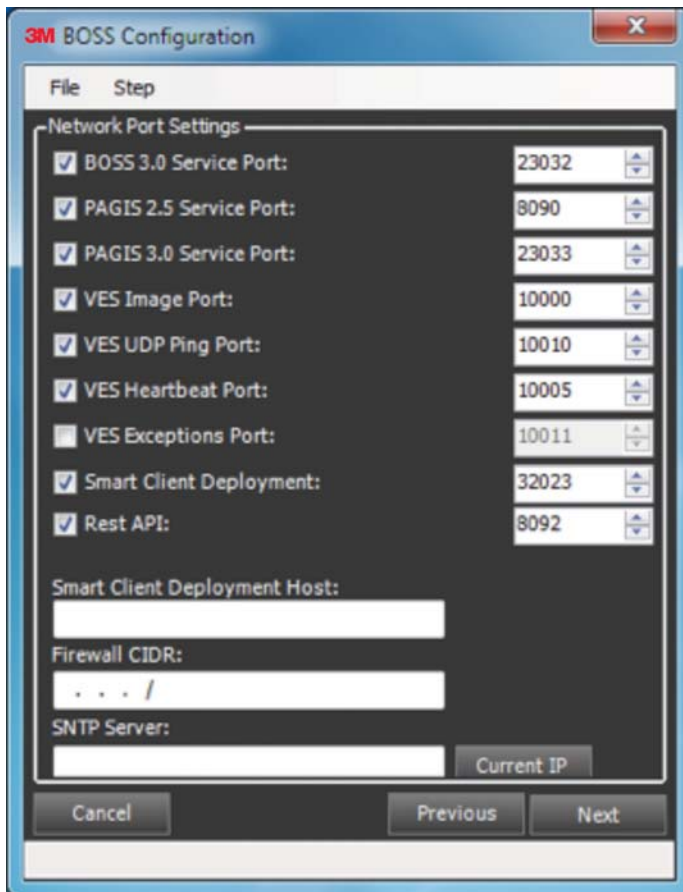 3M BOSS Configuration
File Step
Network Port Settings
BOSS 3.0 Service Port: 23032
PAGIS 2.5 Service Port: 8090
PAGIS 3.0 Service Port: 23033
VES Image Port: 10000
VES UDP Ping Port: 10010
VES Heartbeat Port: 10005
VES Exceptions Port: 10011
Smart Client Deployment: 32023
Rest API: 8092
Smart Client Deployment Host:
Firewall CIDR:
. . . /
SNTP Server:
Current IP
Cancel Previous Next